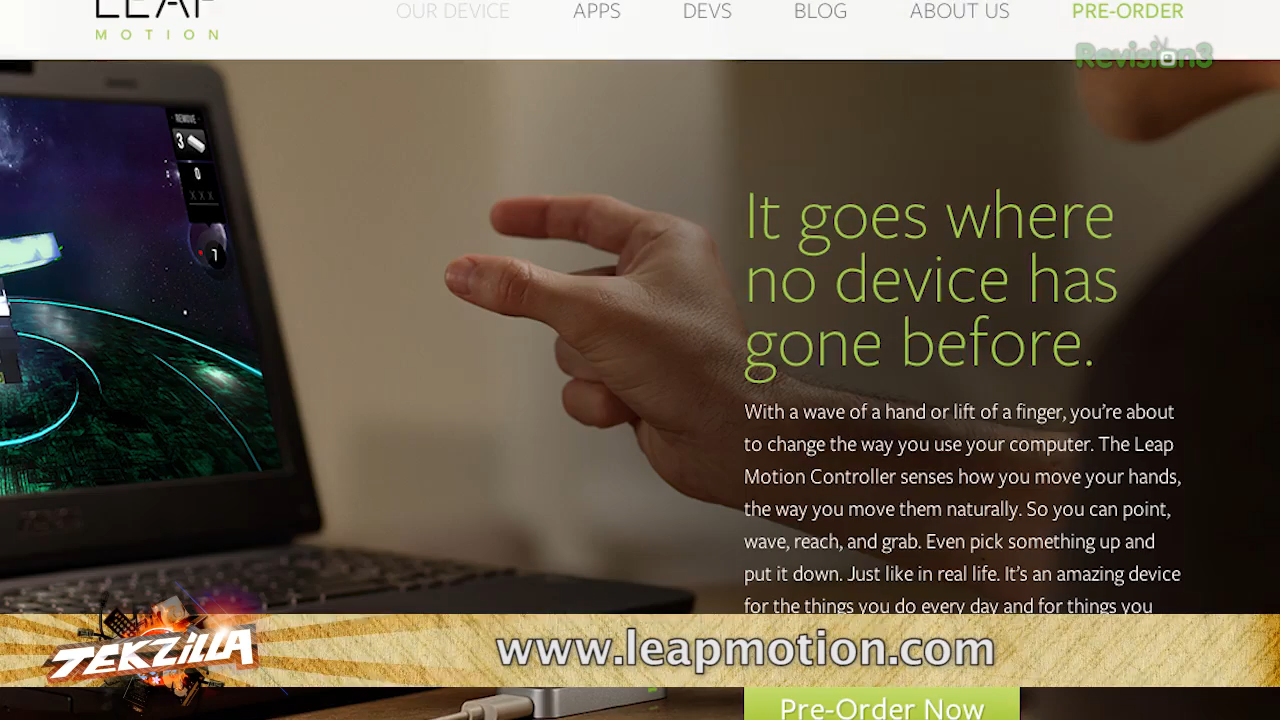 LEAP
MOTION
OUR DEVICE
APPS
DEVS
BLOG
ABOUT US
PRE-ORDER
Revision3
REMOVE
3
0
XXX
7
It goes where
no device has
gone before.
With a wave of a hand or lift of a finger, you’re about
to change the way you use your computer. The Leap
Motion Controller senses how you move your hands,
the way you move them naturally. So you can point,
wave, reach, and grab. Even pick something up and
put it down. Just like in real life. It’s an amazing device
for the things you do every day and for things you
TEKZILLA
www.leapmotion.com
Pre-Order Now